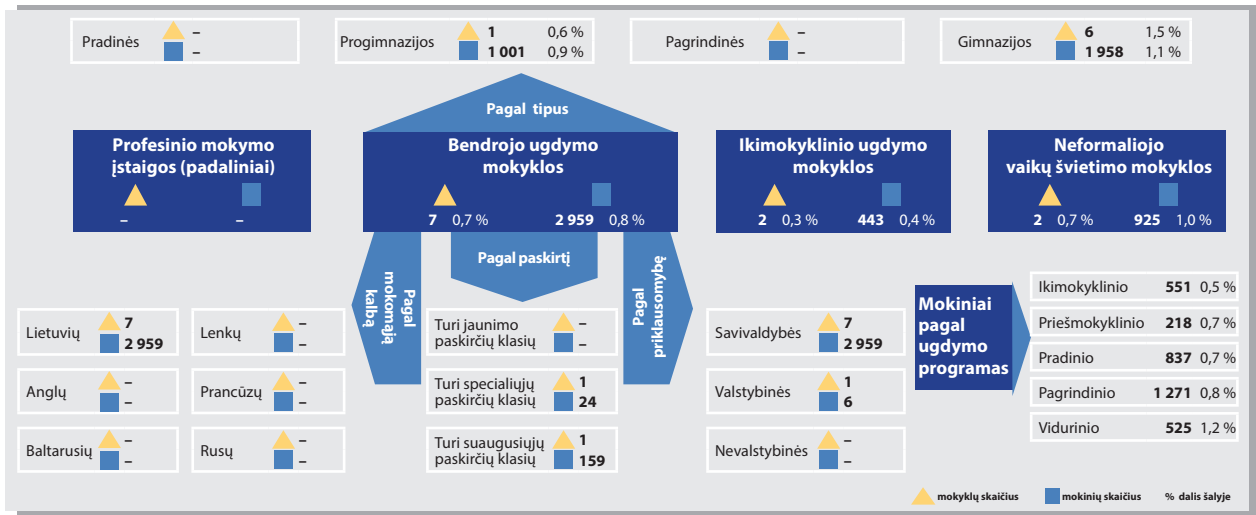 Pradinės
–
–
Progimnazijos
1 0,6 %
1 001 0,9 %
Pagrindinės
–
–
Gimnazijos
6 1,5 %
1 958 1,1 %
Pagal tipus
Profesinio mokymo
įstaigos (padaliniai)
– –
Bendrojo ugdymo
mokyklos
7 0,7 % 2 959 0,8 %
Ikimokyklinio ugdymo
mokyklos
2 0,3 % 443 0,4 %
Neformaliojo
vaikų švietimo mokyklos
2 0,7 % 925 1,0 %
Pagal
mokomąją
kalbą
Pagal paskirtį
Pagal
priklausomybę
Lietuvių
7
2 959
Lenkų
–
–
Anglų
–
–
Prancūzų
–
–
Baltarusių
–
–
Rusų
–
–
Turi jaunimo
paskirčių klasių
–
–
Turi specialiųjų
paskirčių klasių
1
24
Turi suaugusiųjų
paskirčių klasių
1
159
Savivaldybės
7
2 959
Valstybinės
1
6
Nevalstybinės
–
–
Mokiniai
pagal
ugdymo
programas
Ikimokyklinio 551 0,5 %
Priešmokyklinio 218 0,7 %
Pradinio 837 0,7 %
Pagrindinio 1 271 0,8 %
Vidurinio 525 1,2 %
mokyklų skaičius mokinių skaičius % dalis šalyje